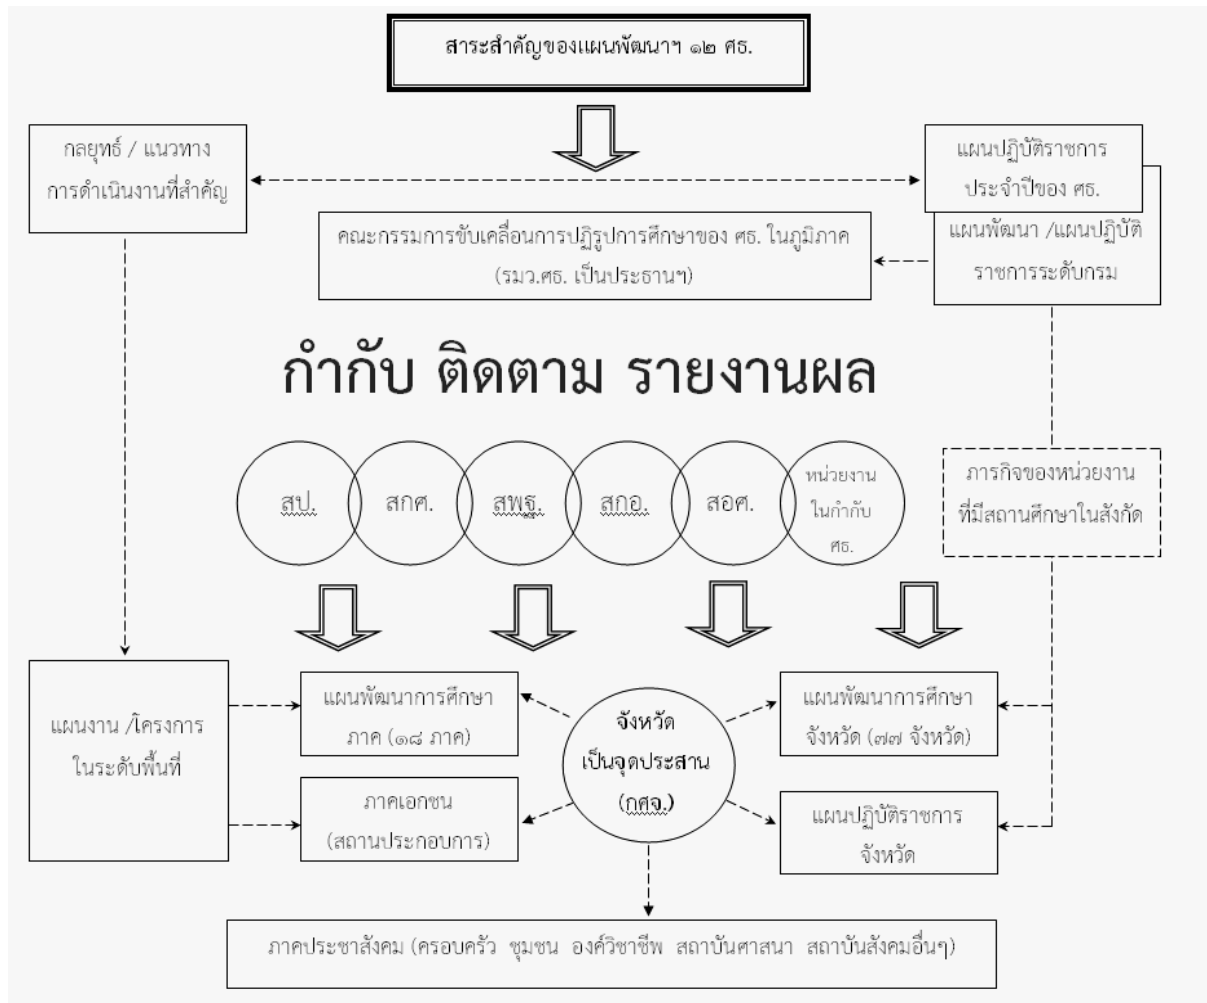 สาระสำคัญของแผนพัฒนาฯ ๑๒ ศธ.
กลยุทธ์ / แนวทาง
การดำเนินงานที่สำคัญ
แผนปฏิบัติราชการ
ประจำปีของ ศธ.
แผนพัฒนา /แผนปฏิบัติ
ราชการระดับกรม
คณะกรรมการขับเคลื่อนการปฏิรูปการศึกษาของ ศธ. ในภูมิภาค
(รมว.ศธ. เป็นประธานฯ)
กำกับ ติดตาม รายงานผล
สป.
สกศ.
สพฐ.
สกอ.
สอศ.
หน่วยงาน
ในกำกับ
ศธ.
ภารกิจของหน่วยงาน
ที่มีสถานศึกษาในสังกัด
แผนงาน /โครงการ
ในระดับพื้นที่
แผนพัฒนาการศึกษา
ภาค (๑๘ ภาค)
ภาคเอกชน
(สถานประกอบการ)
จังหวัด
เป็นจุดประสาน
(กศจ.)
แผนพัฒนาการศึกษา
จังหวัด (๗๗ จังหวัด)
แผนปฏิบัติราชการ
จังหวัด
ภาคประชาสังคม (ครอบครัว ชุมชน องค์วิชาชีพ สถาบันศาสนา สถาบันสังคมอื่นๆ)